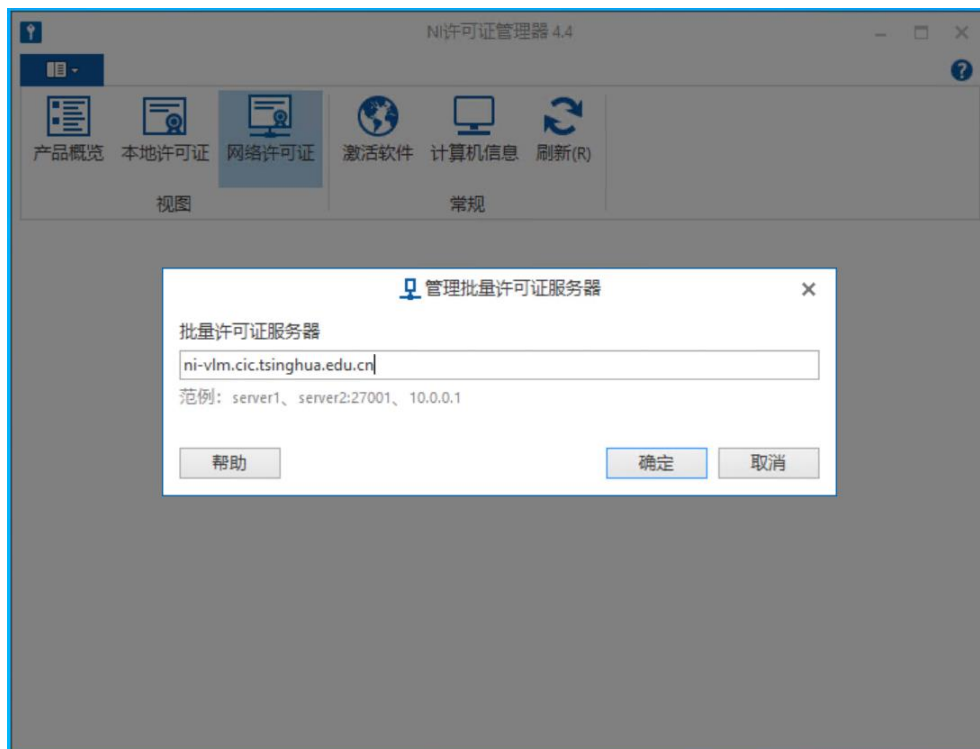 NI许可证管理器 4.4
产品概览 本地许可证 网络许可证 激活软件 计算机信息 刷新(R)
视图 常规
管理批量许可证服务器
批量许可证服务器
ni-vlm.cic.tsinghua.edu.cn
范例：server1、server2:27001、10.0.0.1
帮助 确定 取消